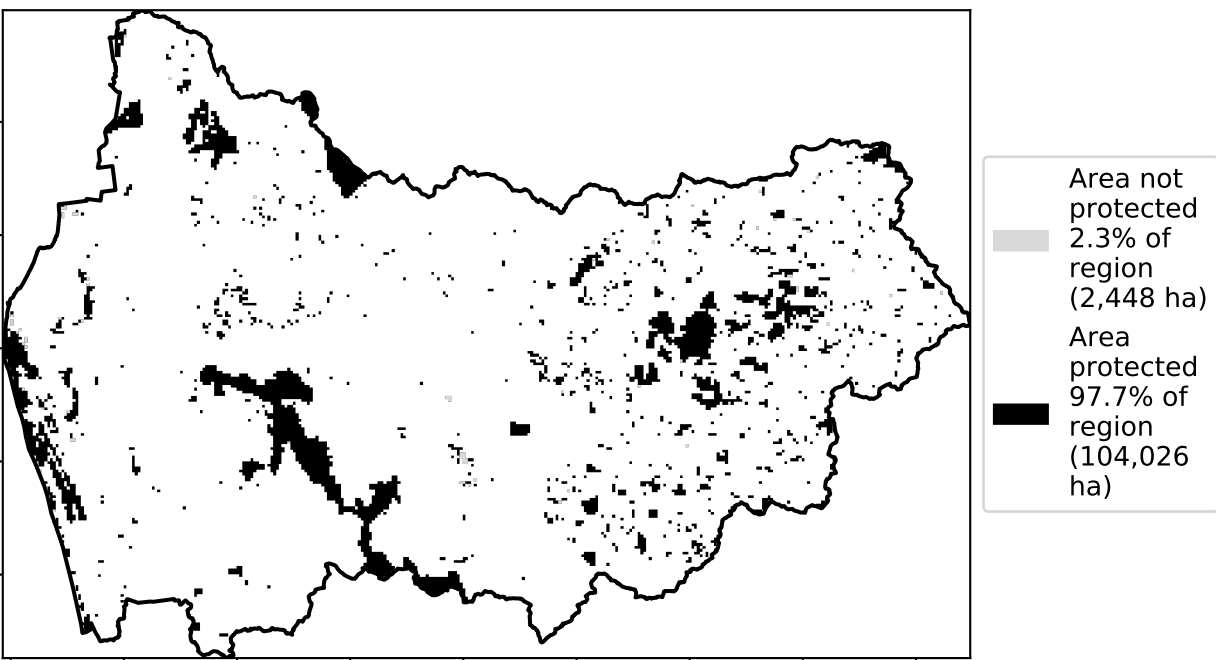 Area not
protected
2.3% of
region
(2,448 ha)
Area
protected
97.7% of
region
(104,026
ha)